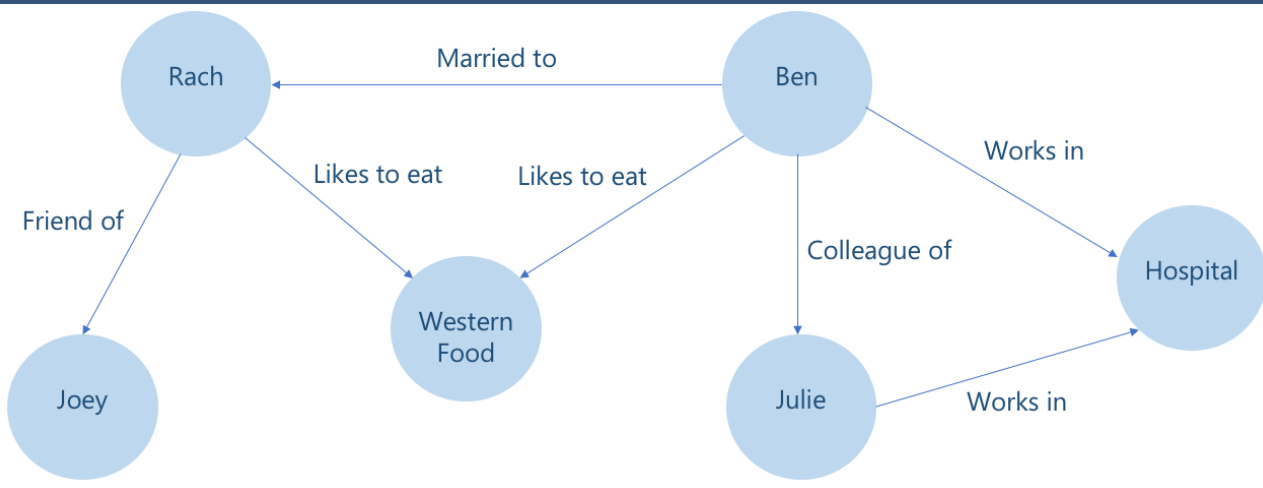 Married to
Rach
Ben
Works in
Likes to eat
Likes to eat
Friend of
Colleague of
Hospital
Western
Food
Joey
Julie
Works in